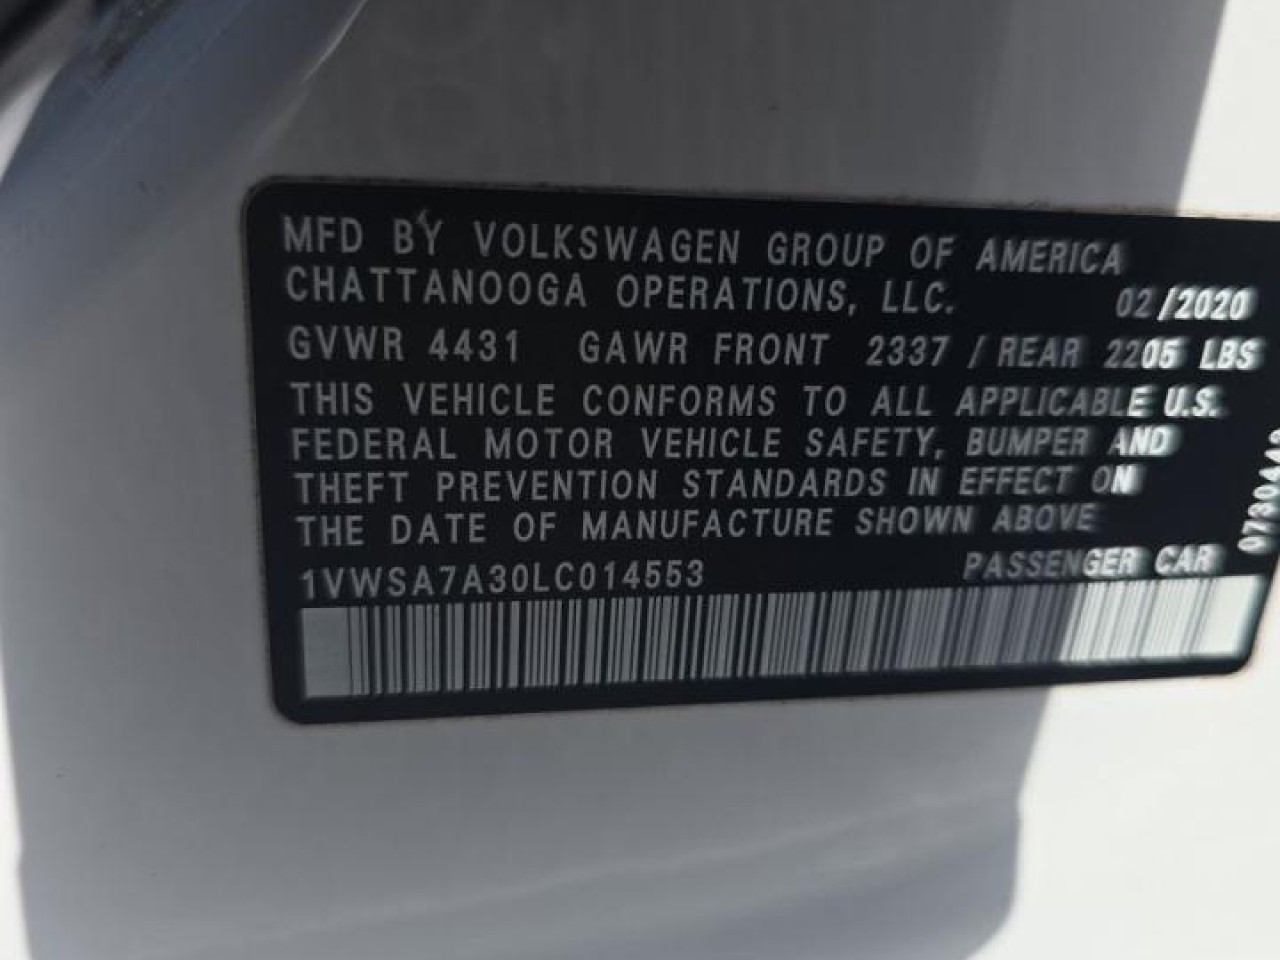 MFD BY VOLKSWAGEN GROUP OF AMERICA
CHATTANOOGA OPERATIONS, LLC. 02/2020
GVWR 4431 GAWR FRONT 2337 / REAR 2205 LBS
THIS VEHICLE CONFORMS TO ALL APPLICABLE U.S.
FEDERAL MOTOR VEHICLE SAFETY, BUMPER AND
THEFT PREVENTION STANDARDS IN EFFECT ON
THE DATE OF MANUFACTURE SHOWN ABOVE
1VWSA7A30LC014553 PASSENGER CAR